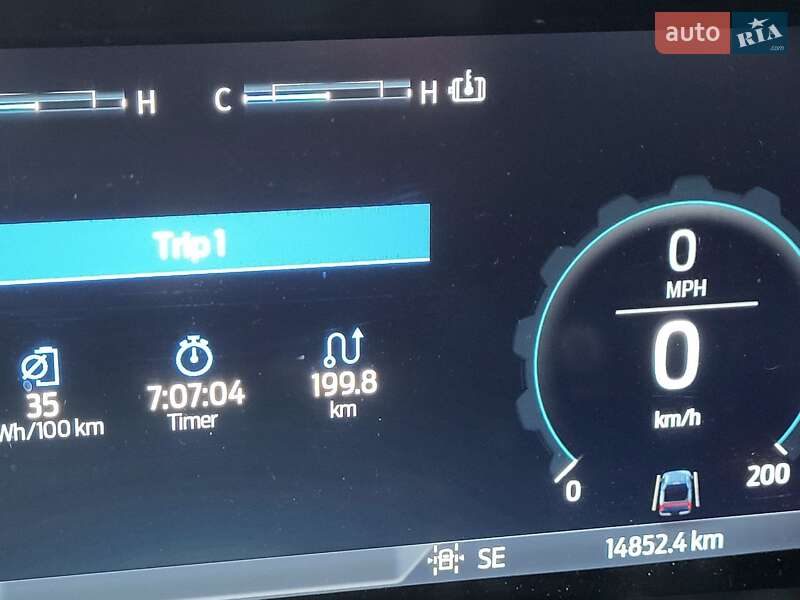 auto RIA
.com
H C H
Trip 1
0
MPH
0
km/h
35
Wh/100 km
7:07:04
Timer
199.8
km
0 200
SE 14852.4 km